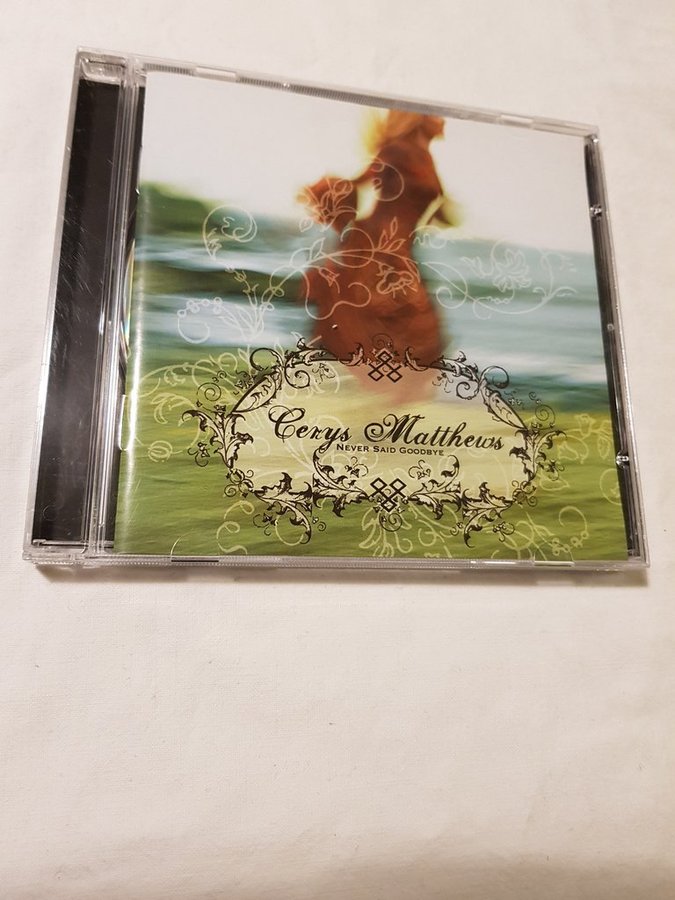 Cerys Matthews
NEVER SAID GOODBYE